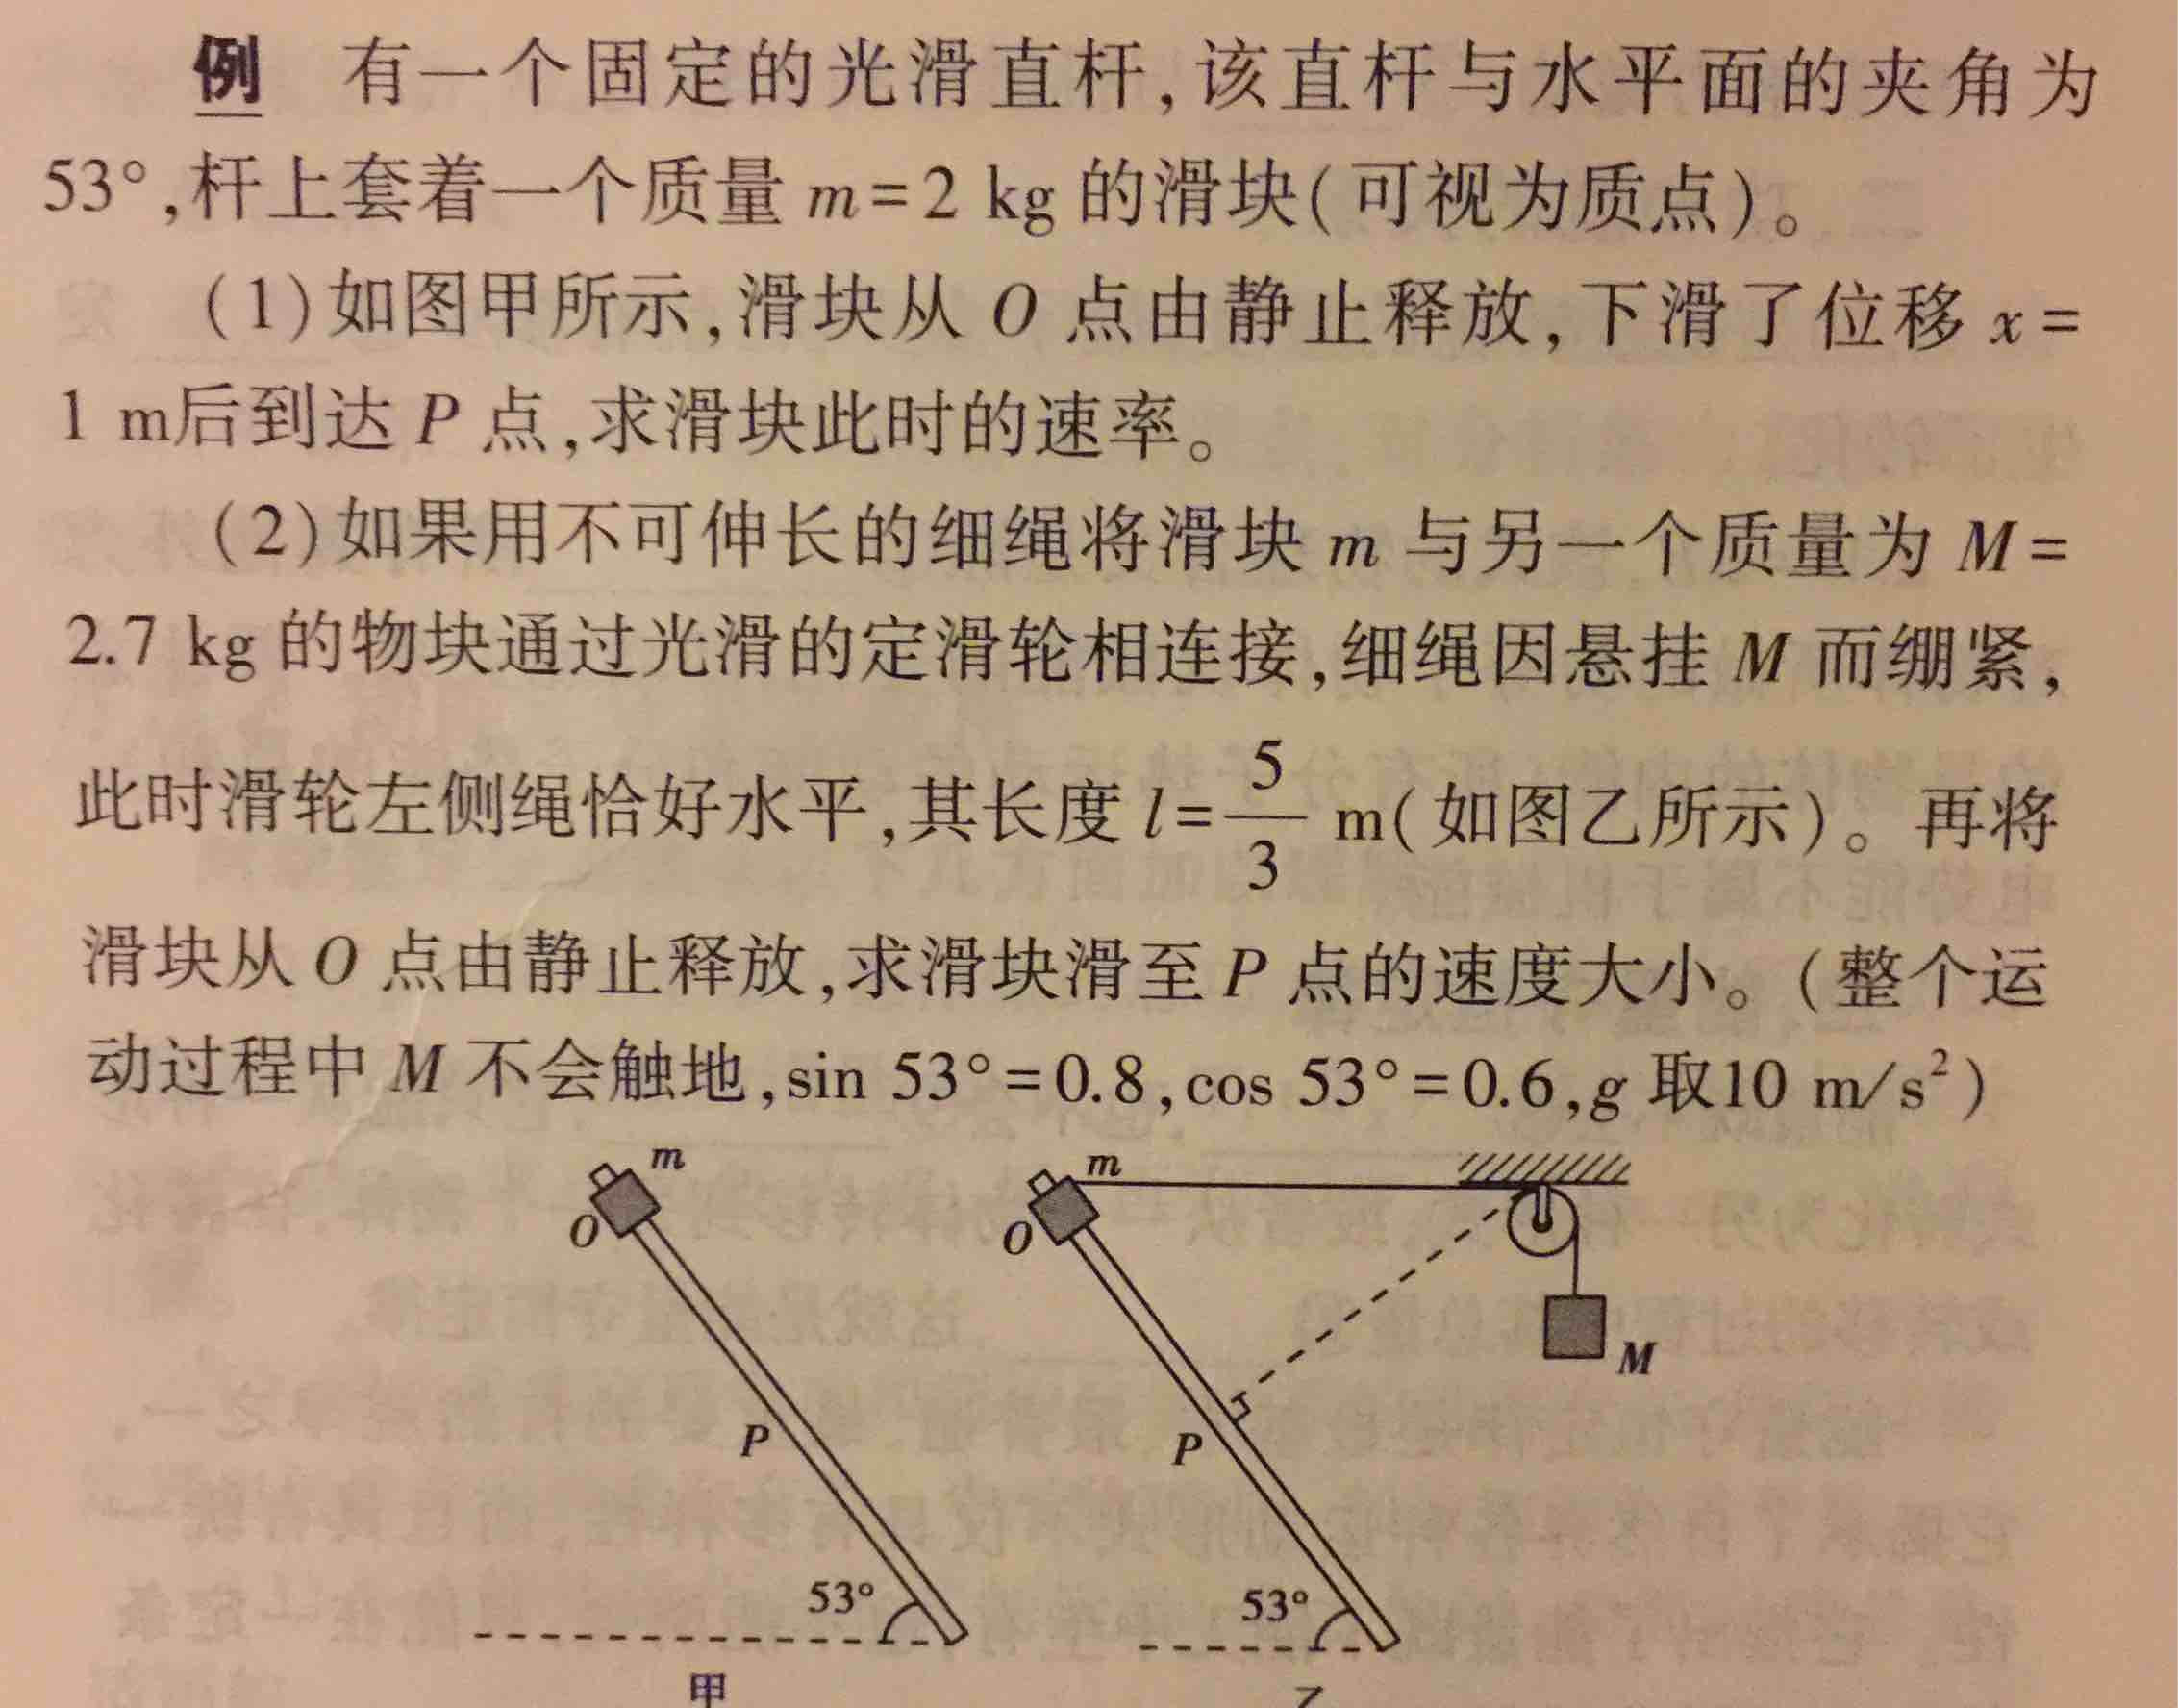 例 有一个固定的光滑直杆,该直杆与水平面的夹角为
53°,杆上套着一个质量 m=2 kg 的滑块(可视为质点)。
(1)如图甲所示,滑块从 O 点由静止释放,下滑了位移 x=
1 m后到达 P 点,求滑块此时的速率。
(2)如果用不可伸长的细绳将滑块 m 与另一个质量为 M=
2.7 kg 的物块通过光滑的定滑轮相连接,细绳因悬挂 M 而绷紧,
此时滑轮左侧绳恰好水平,其长度 l=5/3 m(如图乙所示)。再将
滑块从 O 点由静止释放,求滑块滑至 P 点的速度大小。(整个运
动过程中 M 不会触地,sin 53°=0.8,cos 53°=0.6,g 取10 m/s²)
m
O
P
53°
甲
m
O
M
P
53°
乙